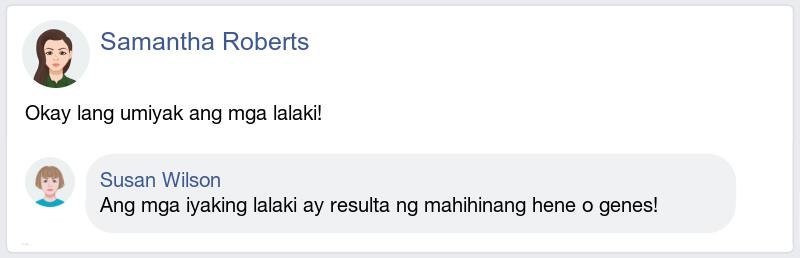 Samantha Roberts
Okay lang umiyak ang mga lalaki!
Susan Wilson
Ang mga iyaking lalaki ay resulta ng mahihinang hene o genes!